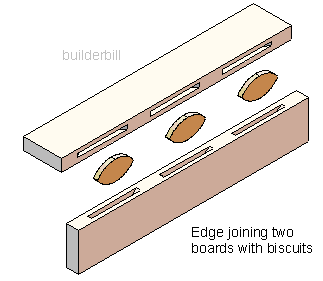 builderbill
Edge joining two
boards with biscuits